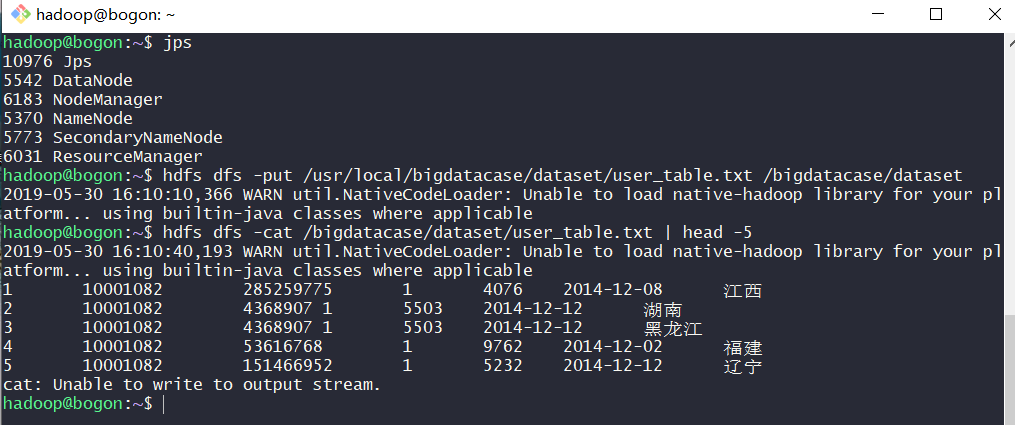 hadoop@bogon: ~
hadoop@bogon:~$ jps
10976 Jps
5542 DataNode
6183 NodeManager
5370 NameNode
5773 SecondaryNameNode
6031 ResourceManager
hadoop@bogon:~$ hdfs dfs -put /usr/local/bigdatacase/dataset/user_table.txt /bigdatacase/dataset
2019-05-30 16:10:10,366 WARN util.NativeCodeLoader: Unable to load native-hadoop library for your pl
atform... using builtin-java classes where applicable
hadoop@bogon:~$ hdfs dfs -cat /bigdatacase/dataset/user_table.txt | head -5
2019-05-30 16:10:40,193 WARN util.NativeCodeLoader: Unable to load native-hadoop library for your pl
atform... using builtin-java classes where applicable
1 10001082 285259775 1 4076 2014-12-08 江西
2 10001082 4368907 1 5503 2014-12-12 湖南
3 10001082 4368907 1 5503 2014-12-12 黑龙江
4 10001082 53616768 1 9762 2014-12-02 福建
5 10001082 151466952 1 5232 2014-12-12 辽宁
cat: Unable to write to output stream.
hadoop@bogon:~$